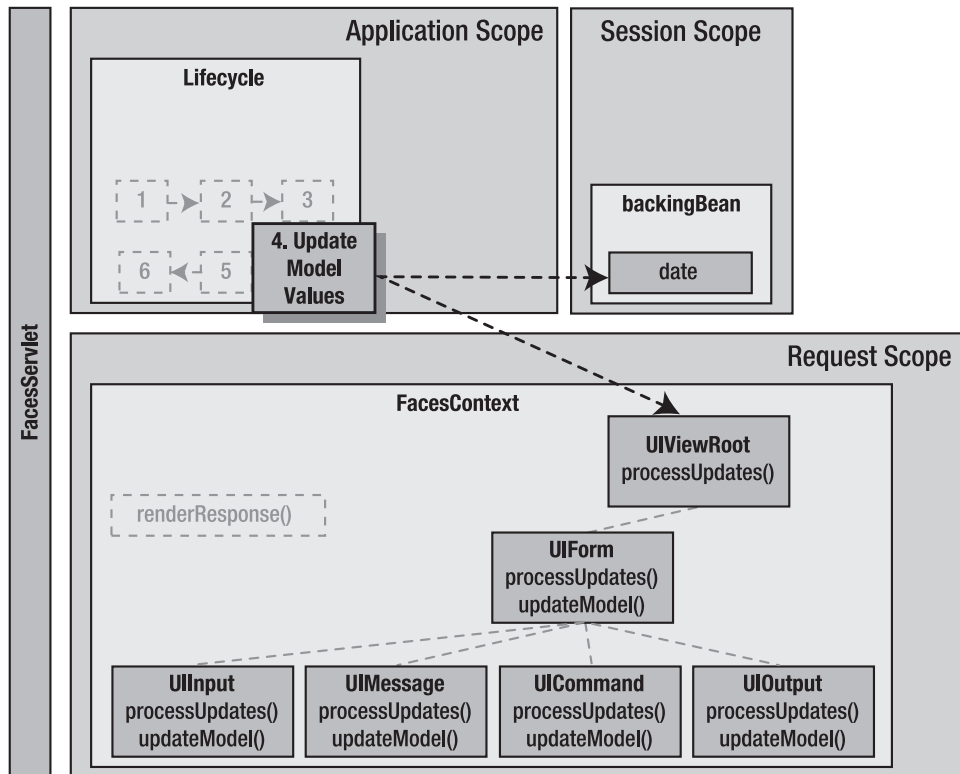 FacesServlet
Application Scope
Lifecycle
1
2
3
4. Update
Model
Values
6
5
Session Scope
backingBean
date
Request Scope
FacesContext
UIViewRoot
processUpdates()
renderResponse()
UIForm
processUpdates()
updateModel()
UIInput
processUpdates()
updateModel()
UIMessage
processUpdates()
updateModel()
UICommand
processUpdates()
updateModel()
UIOutput
processUpdates()
updateModel()